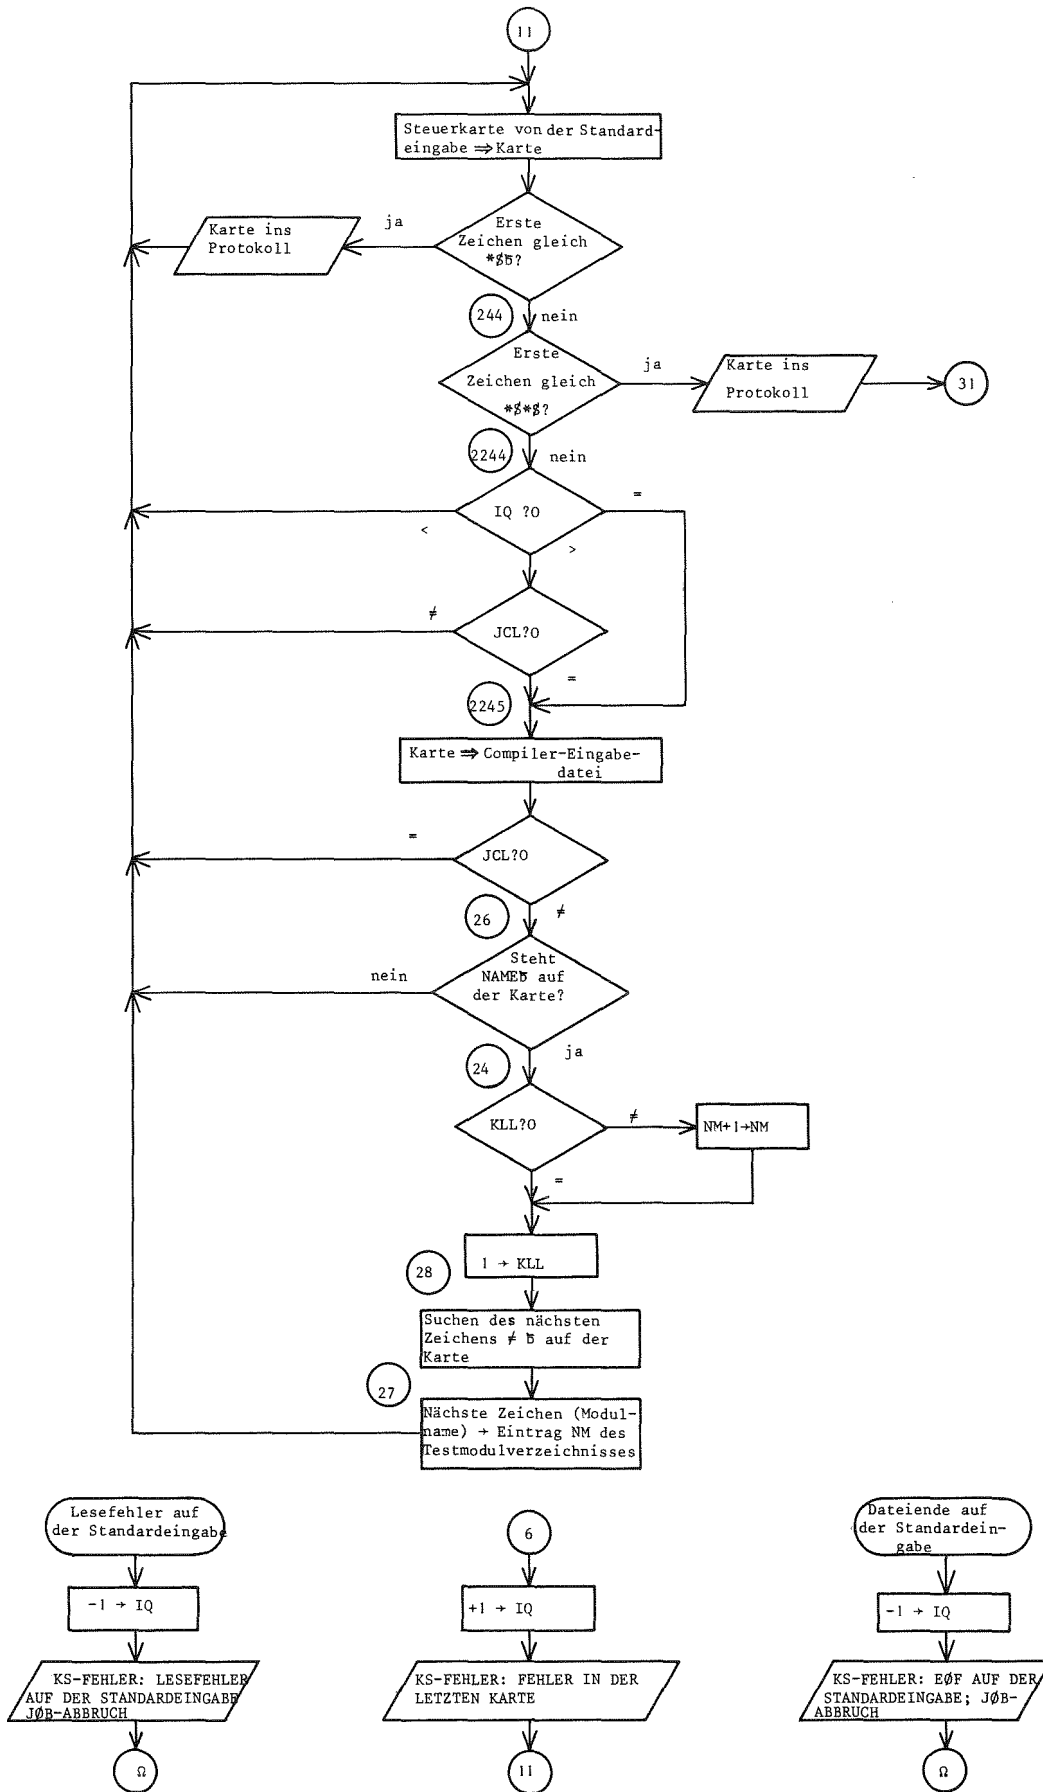 11
Steuerkarte von der Standard-
eingabe ⇒ Karte
Erste
Zeichen gleich
*$ƀ?
ja
Karte ins
Protokoll
244
nein
Erste
Zeichen gleich
*$*$?
ja
Karte ins
Protokoll
31
2244
nein
IQ ?0
=
<
>
JCL?0
≠
=
2245
Karte ⇒ Compiler-Eingabe-
datei
JCL?0
=
≠
26
Steht
NAMEƀ auf
der Karte?
nein
ja
24
KLL?0
≠
NM+1→NM
=
1 → KLL
28
Suchen des nächsten
Zeichens ≠ ƀ auf der
Karte
27
Nächste Zeichen (Modul-
name) → Eintrag NM des
Testmodulverzeichnisses
Lesefehler auf
der Standardeingabe
-1 → IQ
KS-FEHLER: LESEFEHLER
AUF DER STANDARDEINGABE
JØB-ABBRUCH
Ω
6
+1 → IQ
KS-FEHLER: FEHLER IN DER
LETZTEN KARTE
11
Dateiende auf
der Standardein-
gabe
-1 → IQ
KS-FEHLER: EØF AUF DER
STANDARDEINGABE; JØB-
ABBRUCH
Ω